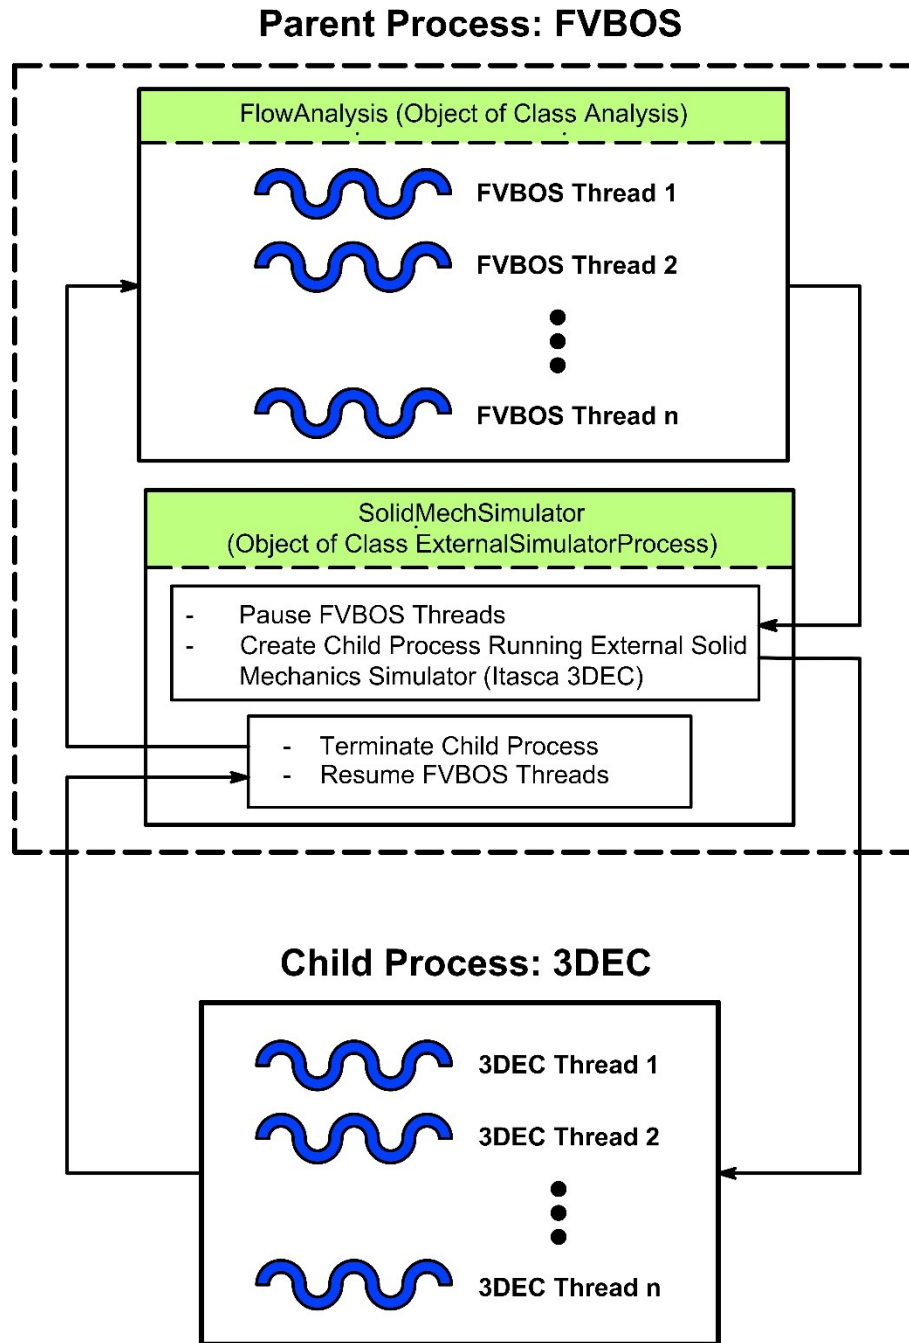 Parent Process: FVBOS
FlowAnalysis (Object of Class Analysis)
FVBOS Thread 1
FVBOS Thread 2
FVBOS Thread n
SolidMechSimulator
(Object of Class ExternalSimulatorProcess)
- Pause FVBOS Threads
- Create Child Process Running External Solid
Mechanics Simulator (Itasca 3DEC)
- Terminate Child Process
- Resume FVBOS Threads
Child Process: 3DEC
3DEC Thread 1
3DEC Thread 2
3DEC Thread n